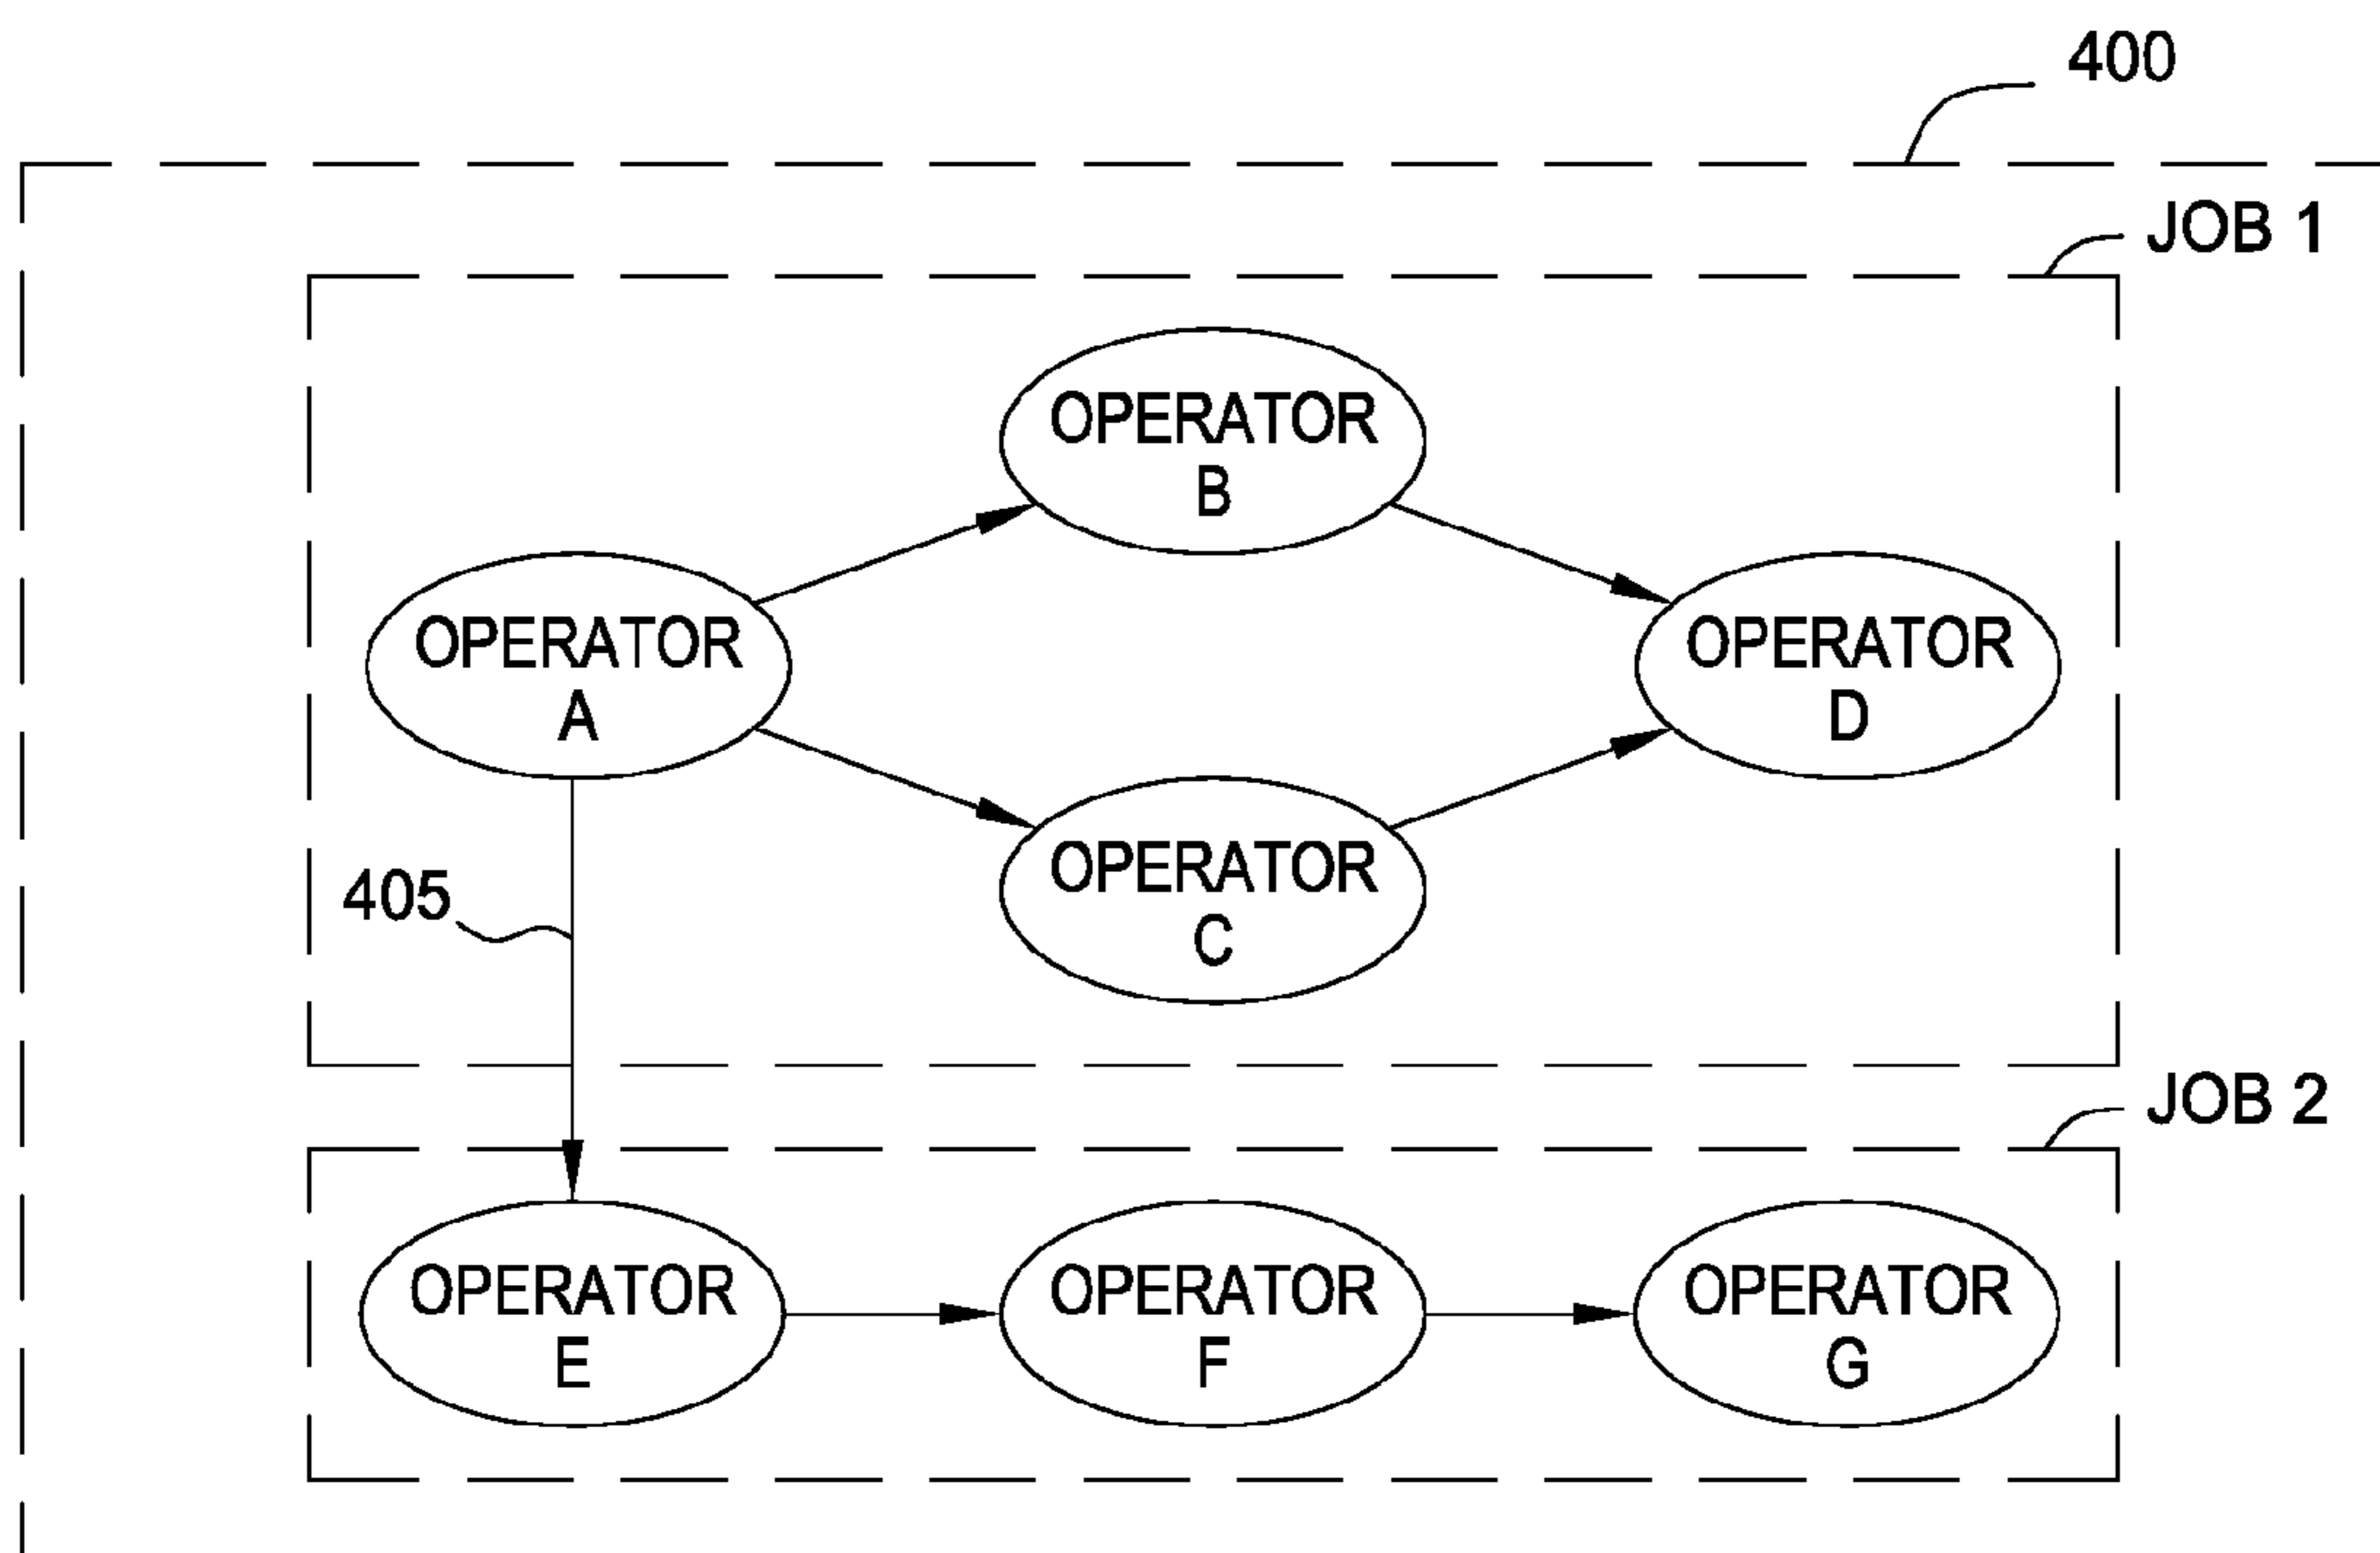 400
JOB 1
OPERATOR
B
OPERATOR
A
OPERATOR
D
OPERATOR
C
405
JOB 2
OPERATOR
E
OPERATOR
F
OPERATOR
G